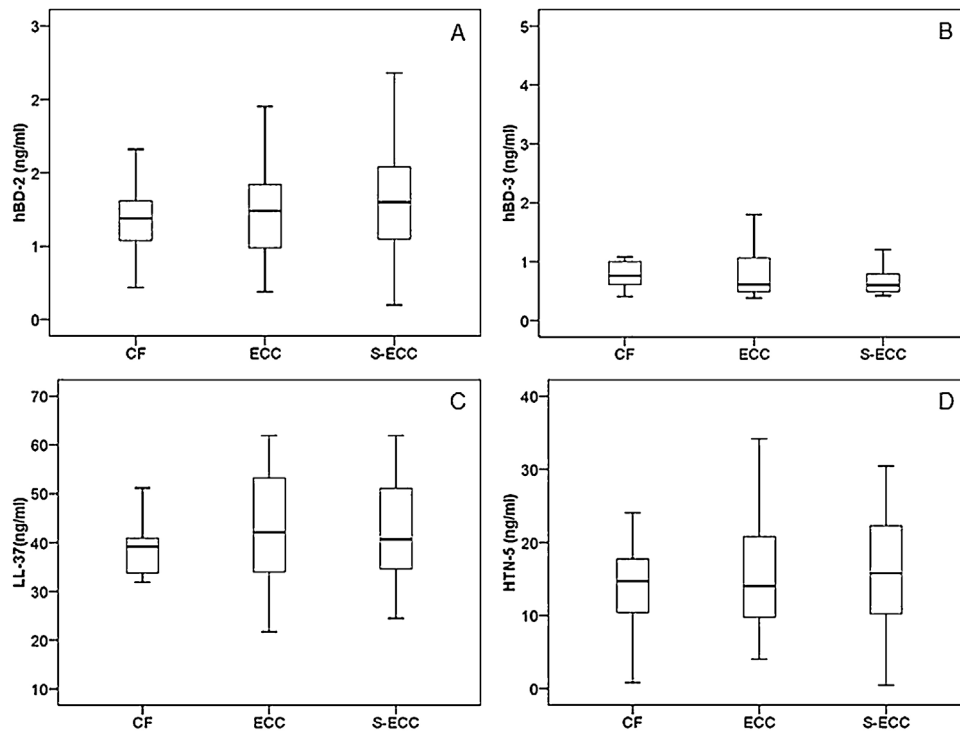 A
3
2
2
1
0
hBD-2 (ng/ml)
CF ECC S-ECC
B
5
4
3
2
1
0
hBD-3 (ng/ml)
CF ECC S-ECC
C
70
60
50
40
30
20
10
LL-37(ng/ml)
CF ECC S-ECC
D
40
30
20
10
0
HTN-5 (ng/ml)
CF ECC S-ECC